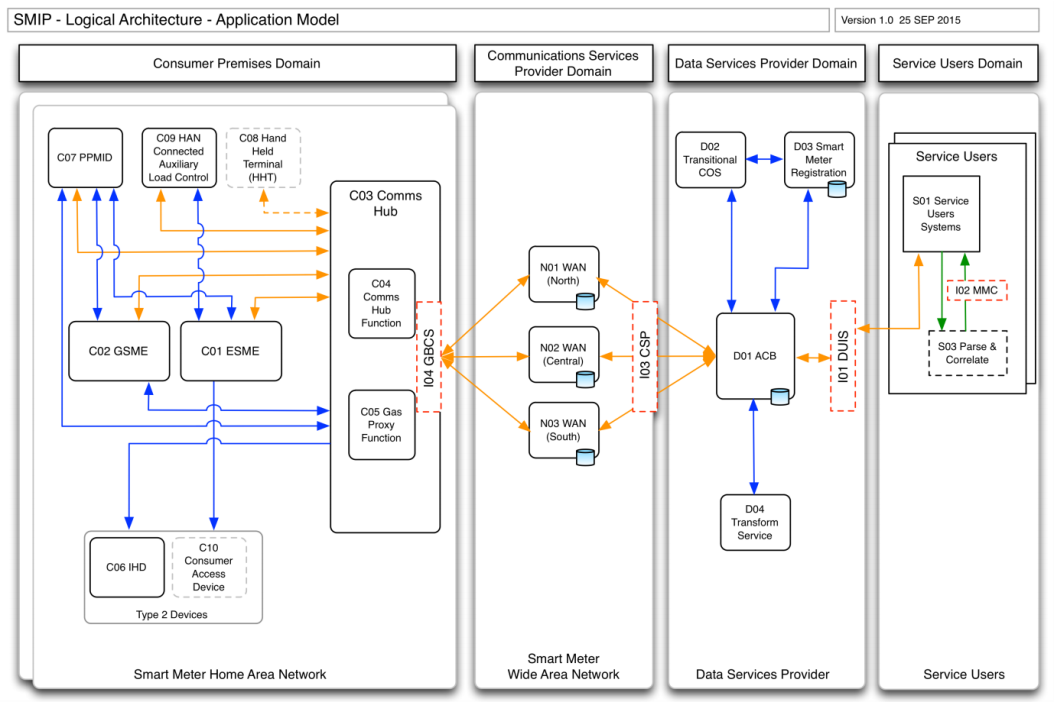 SMIP - Logical Architecture - Application Model
Version 1.0  25 SEP 2015
Consumer Premises Domain
Communications Services
Provider Domain
Data Services Provider Domain
Service Users Domain
C07 PPMID
C09 HAN
Connected
Auxiliary
Load Control
C08 Hand
Held
Terminal
(HHT)
C03 Comms
Hub
C04
Comms
Hub
Function
C02 GSME
C01 ESME
C05 Gas
Proxy
Function
I04 GBCS
C06 IHD
C10
Consumer
Access
Device
Type 2 Devices
Smart Meter Home Area Network
N01 WAN
(North)
N02 WAN
(Central)
N03 WAN
(South)
I03 CSP
Smart Meter
Wide Area Network
D02
Transitional
COS
D03 Smart
Meter
Registration
D01 ACB
I01 DUIS
D04
Transform
Service
Data Services Provider
Service Users
S01 Service
Users
Systems
I02 MMC
S03 Parse &
Correlate
Service Users